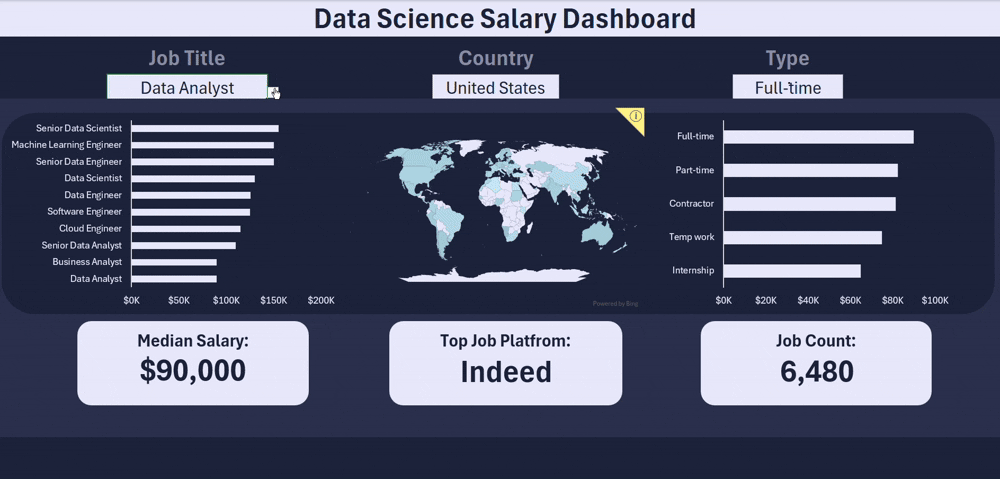 Data Science Salary Dashboard
Job Title
Country
Type
Data Analyst
United States
Full-time
Senior Data Scientist
Machine Learning Engineer
Senior Data Engineer
Data Scientist
Data Engineer
Software Engineer
Cloud Engineer
Senior Data Analyst
Business Analyst
Data Analyst
$0K $50K $100K $150K $200K
Powered by Bing
Full-time
Part-time
Contractor
Temp work
Internship
$0K $20K $40K $60K $80K $100K
Median Salary:
$90,000
Top Job Platfrom:
Indeed
Job Count:
6,480